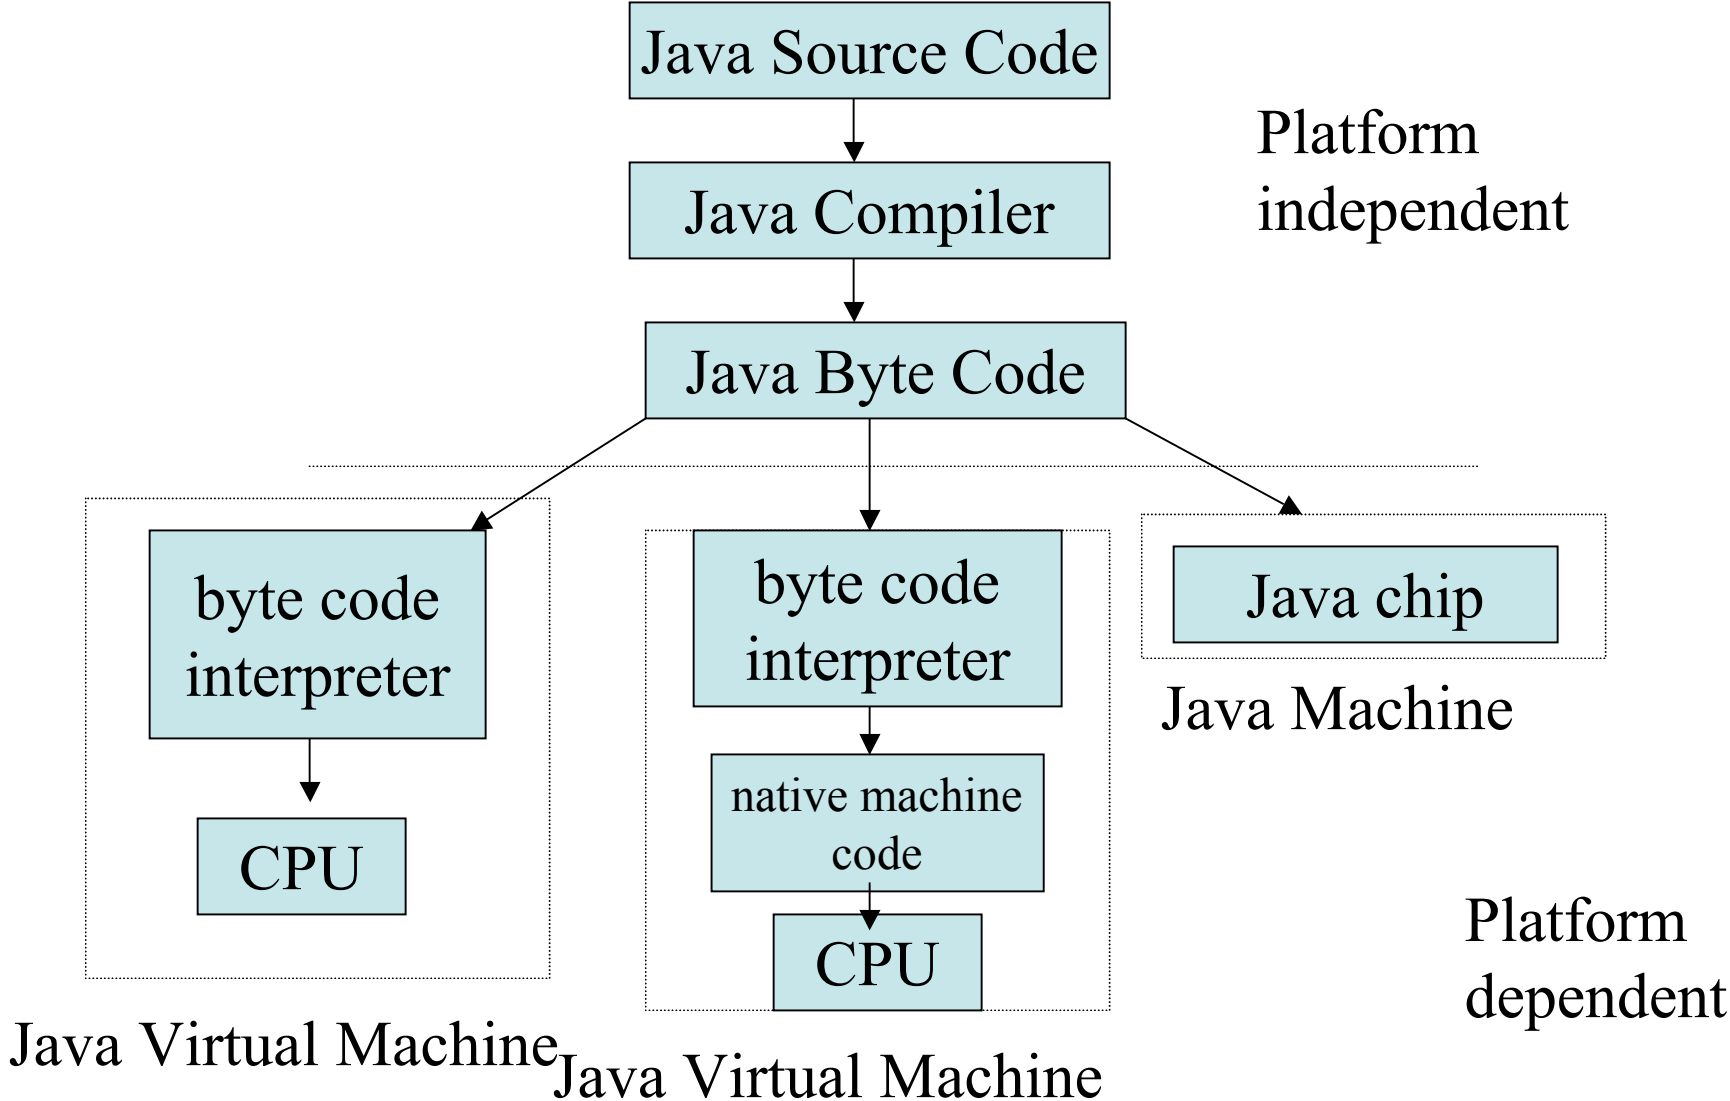 Java Source Code
Platform
independent
Java Compiler
Java Byte Code
byte code
interpreter
CPU
Java Virtual Machine
byte code
interpreter
native machine
code
CPU
Java Virtual Machine
Java chip
Java Machine
Platform
dependent